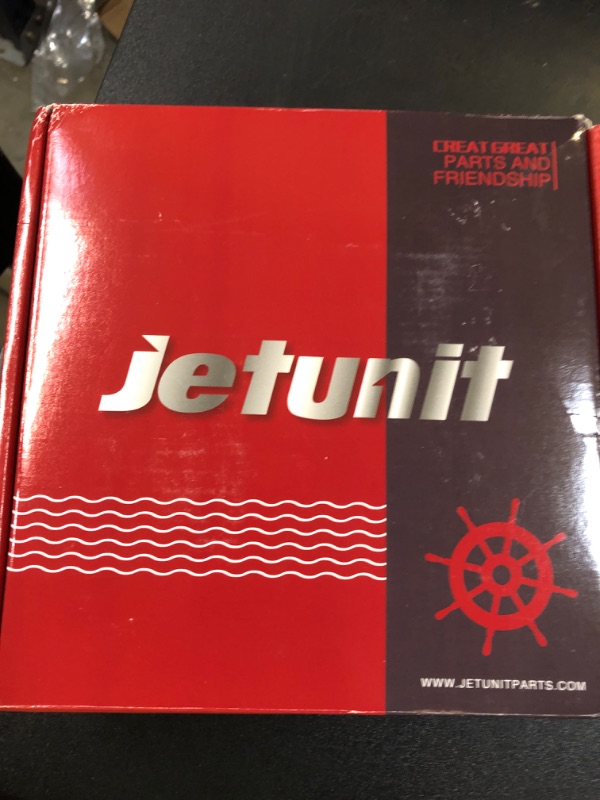 CREAT GREAT
PARTS AND
FRIENDSHIP
Jetunit
WWW.JETUNITPARTS.COM